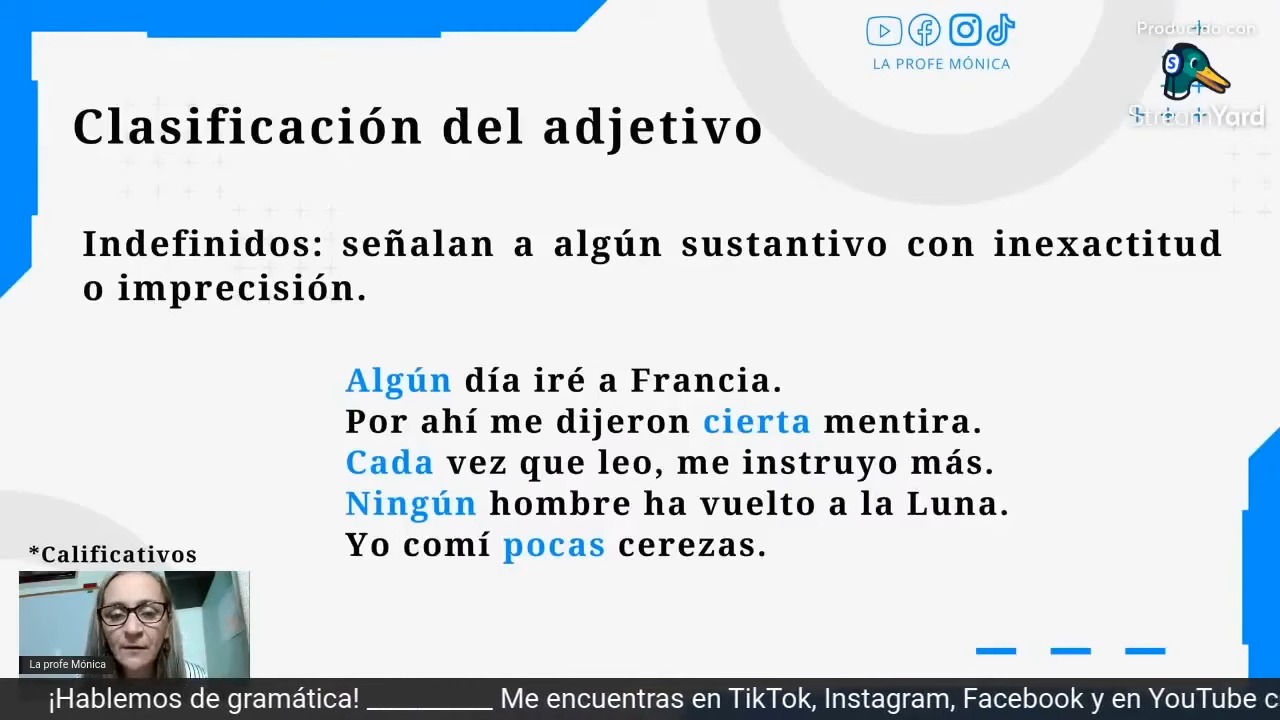 LA PROFE MÓNICA
Producido con
StreamYard
Clasificación del adjetivo
Indefinidos: señalan a algún sustantivo con inexactitud
o imprecisión.
Algún día iré a Francia.
Por ahí me dijeron cierta mentira.
Cada vez que leo, me instruyo más.
Ningún hombre ha vuelto a la Luna.
Yo comí pocas cerezas.
*Calificativos
La profe Mónica
¡Hablemos de gramática! __________ Me encuentras en TikTok, Instagram, Facebook y en YouTube c